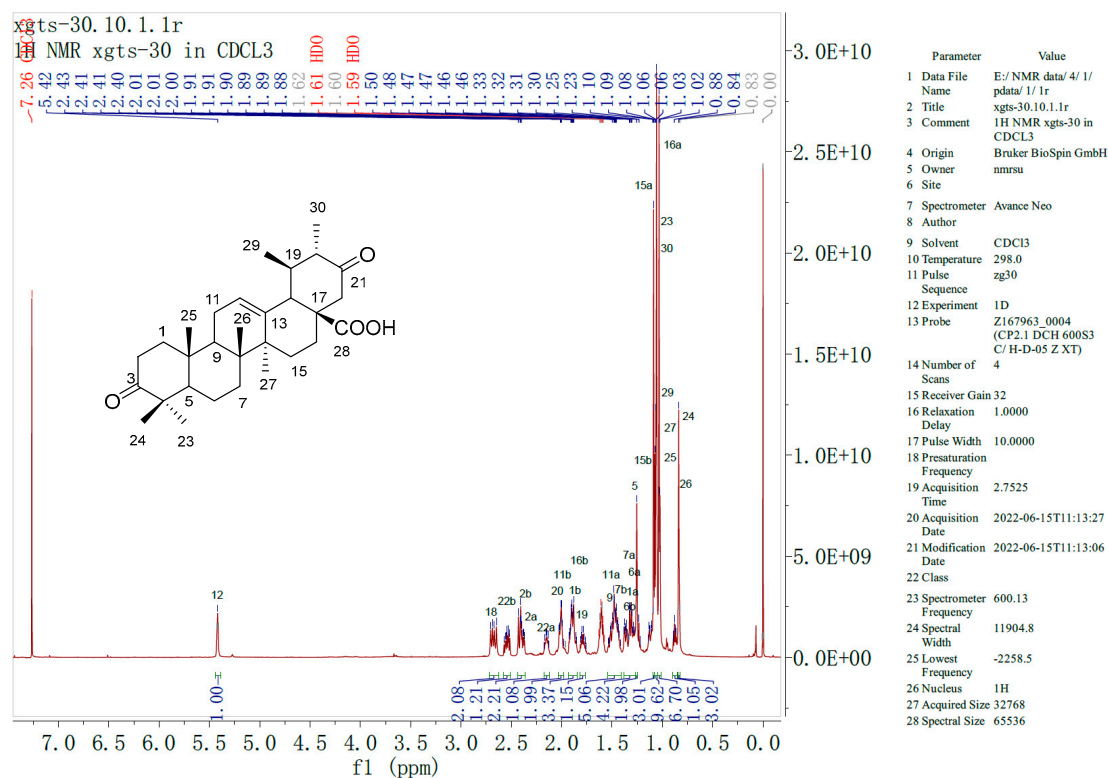 xgts-30.10.1.1r
1H NMR xgts-30 in CDCL3
7.26 CDCl3
5.42
2.43
2.41
2.41
2.40
2.01
2.01
2.00
1.91
1.91
1.90
1.89
1.89
1.88
1.62
1.61 HDO
1.60
1.59 HDO
1.50
1.48
1.47
1.47
1.46
1.46
1.33
1.32
1.31
1.30
1.25
1.23
1.10
1.09
1.08
1.06
1.06
1.03
1.02
0.88
0.84
0.83
0.00
3.0E+10
2.5E+10
2.0E+10
1.5E+10
1.0E+10
5.0E+09
0.0E+00
30
29
19
O
21
11
17
25
26
13
COOH
1
28
9
15
3
27
O
5
7
24
23
16a
15a
23
30
29
24
27
15b
25
5
26
16b
7a
11b
11a
6a
12
2b
20
1b
7b
1a
18
22b
2a
22a
19
9
6b
1.00
2.08
1.21
2.21
1.08
1.99
3.37
1.15
5.06
4.22
1.98
3.01
9.62
6.70
1.05
3.02
7.0 6.5 6.0 5.5 5.0 4.5 4.0 3.5 3.0 2.5 2.0 1.5 1.0 0.5 0.0
f1 (ppm)
Parameter Value
1 Data File E:/ NMR data/ 4/ 1/
Name pdata/ 1/ 1r
2 Title xgts-30.10.1.1r
3 Comment 1H NMR xgts-30 in
CDCL3
4 Origin Bruker BioSpin GmbH
5 Owner nmrsu
6 Site
7 Spectrometer Avance Neo
8 Author
9 Solvent CDCl3
10 Temperature 298.0
11 Pulse zg30
Sequence
12 Experiment 1D
13 Probe Z167963_0004
(CP2.1 DCH 600S3
C/ H-D-05 Z XT)
14 Number of 4
Scans
15 Receiver Gain 32
16 Relaxation 1.0000
Delay
17 Pulse Width 10.0000
18 Presaturation
Frequency
19 Acquisition 2.7525
Time
20 Acquisition 2022-06-15T11:13:27
Date
21 Modification 2022-06-15T11:13:06
Date
22 Class
23 Spectrometer 600.13
Frequency
24 Spectral 11904.8
Width
25 Lowest -2258.5
Frequency
26 Nucleus 1H
27 Acquired Size 32768
28 Spectral Size 65536